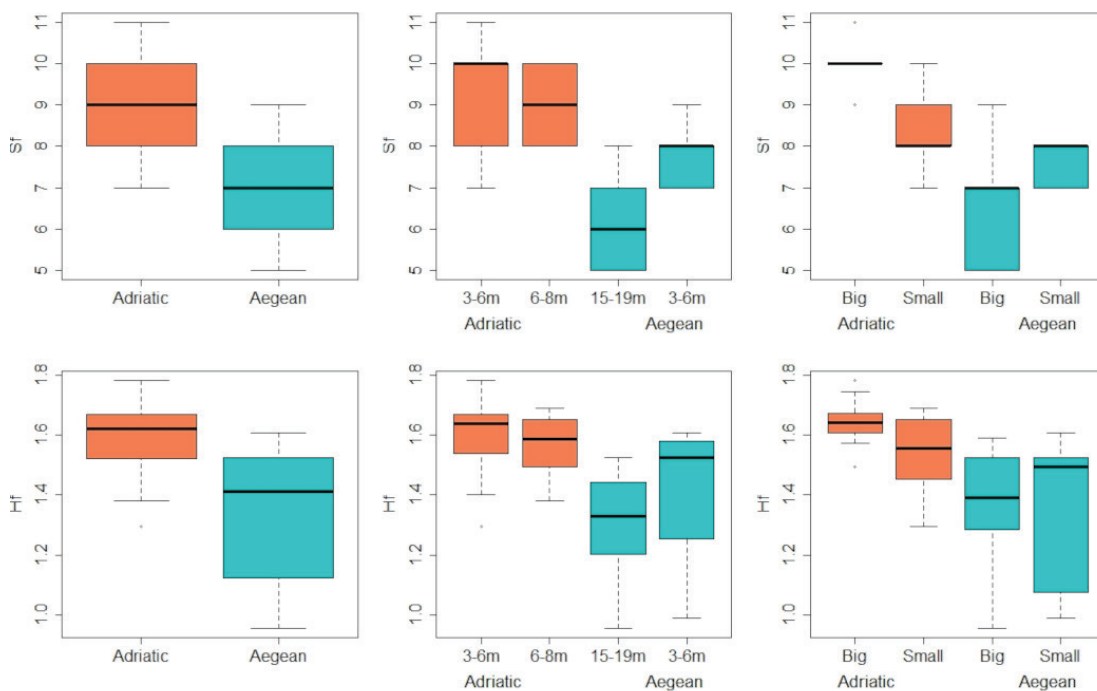 11
10
9
8
7
6
5
Sf
Adriatic Aegean
11
10
9
8
7
6
5
Sf
3-6m 6-8m 15-19m 3-6m
Adriatic Aegean
11
10
9
8
7
6
5
Sf
Big Small Big Small
Adriatic Aegean
1.8
1.6
1.4
1.2
1.0
Hf
Adriatic Aegean
1.8
1.6
1.4
1.2
1.0
Hf
3-6m 6-8m 15-19m 3-6m
Adriatic Aegean
1.8
1.6
1.4
1.2
1.0
Hf
Big Small Big Small
Adriatic Aegean